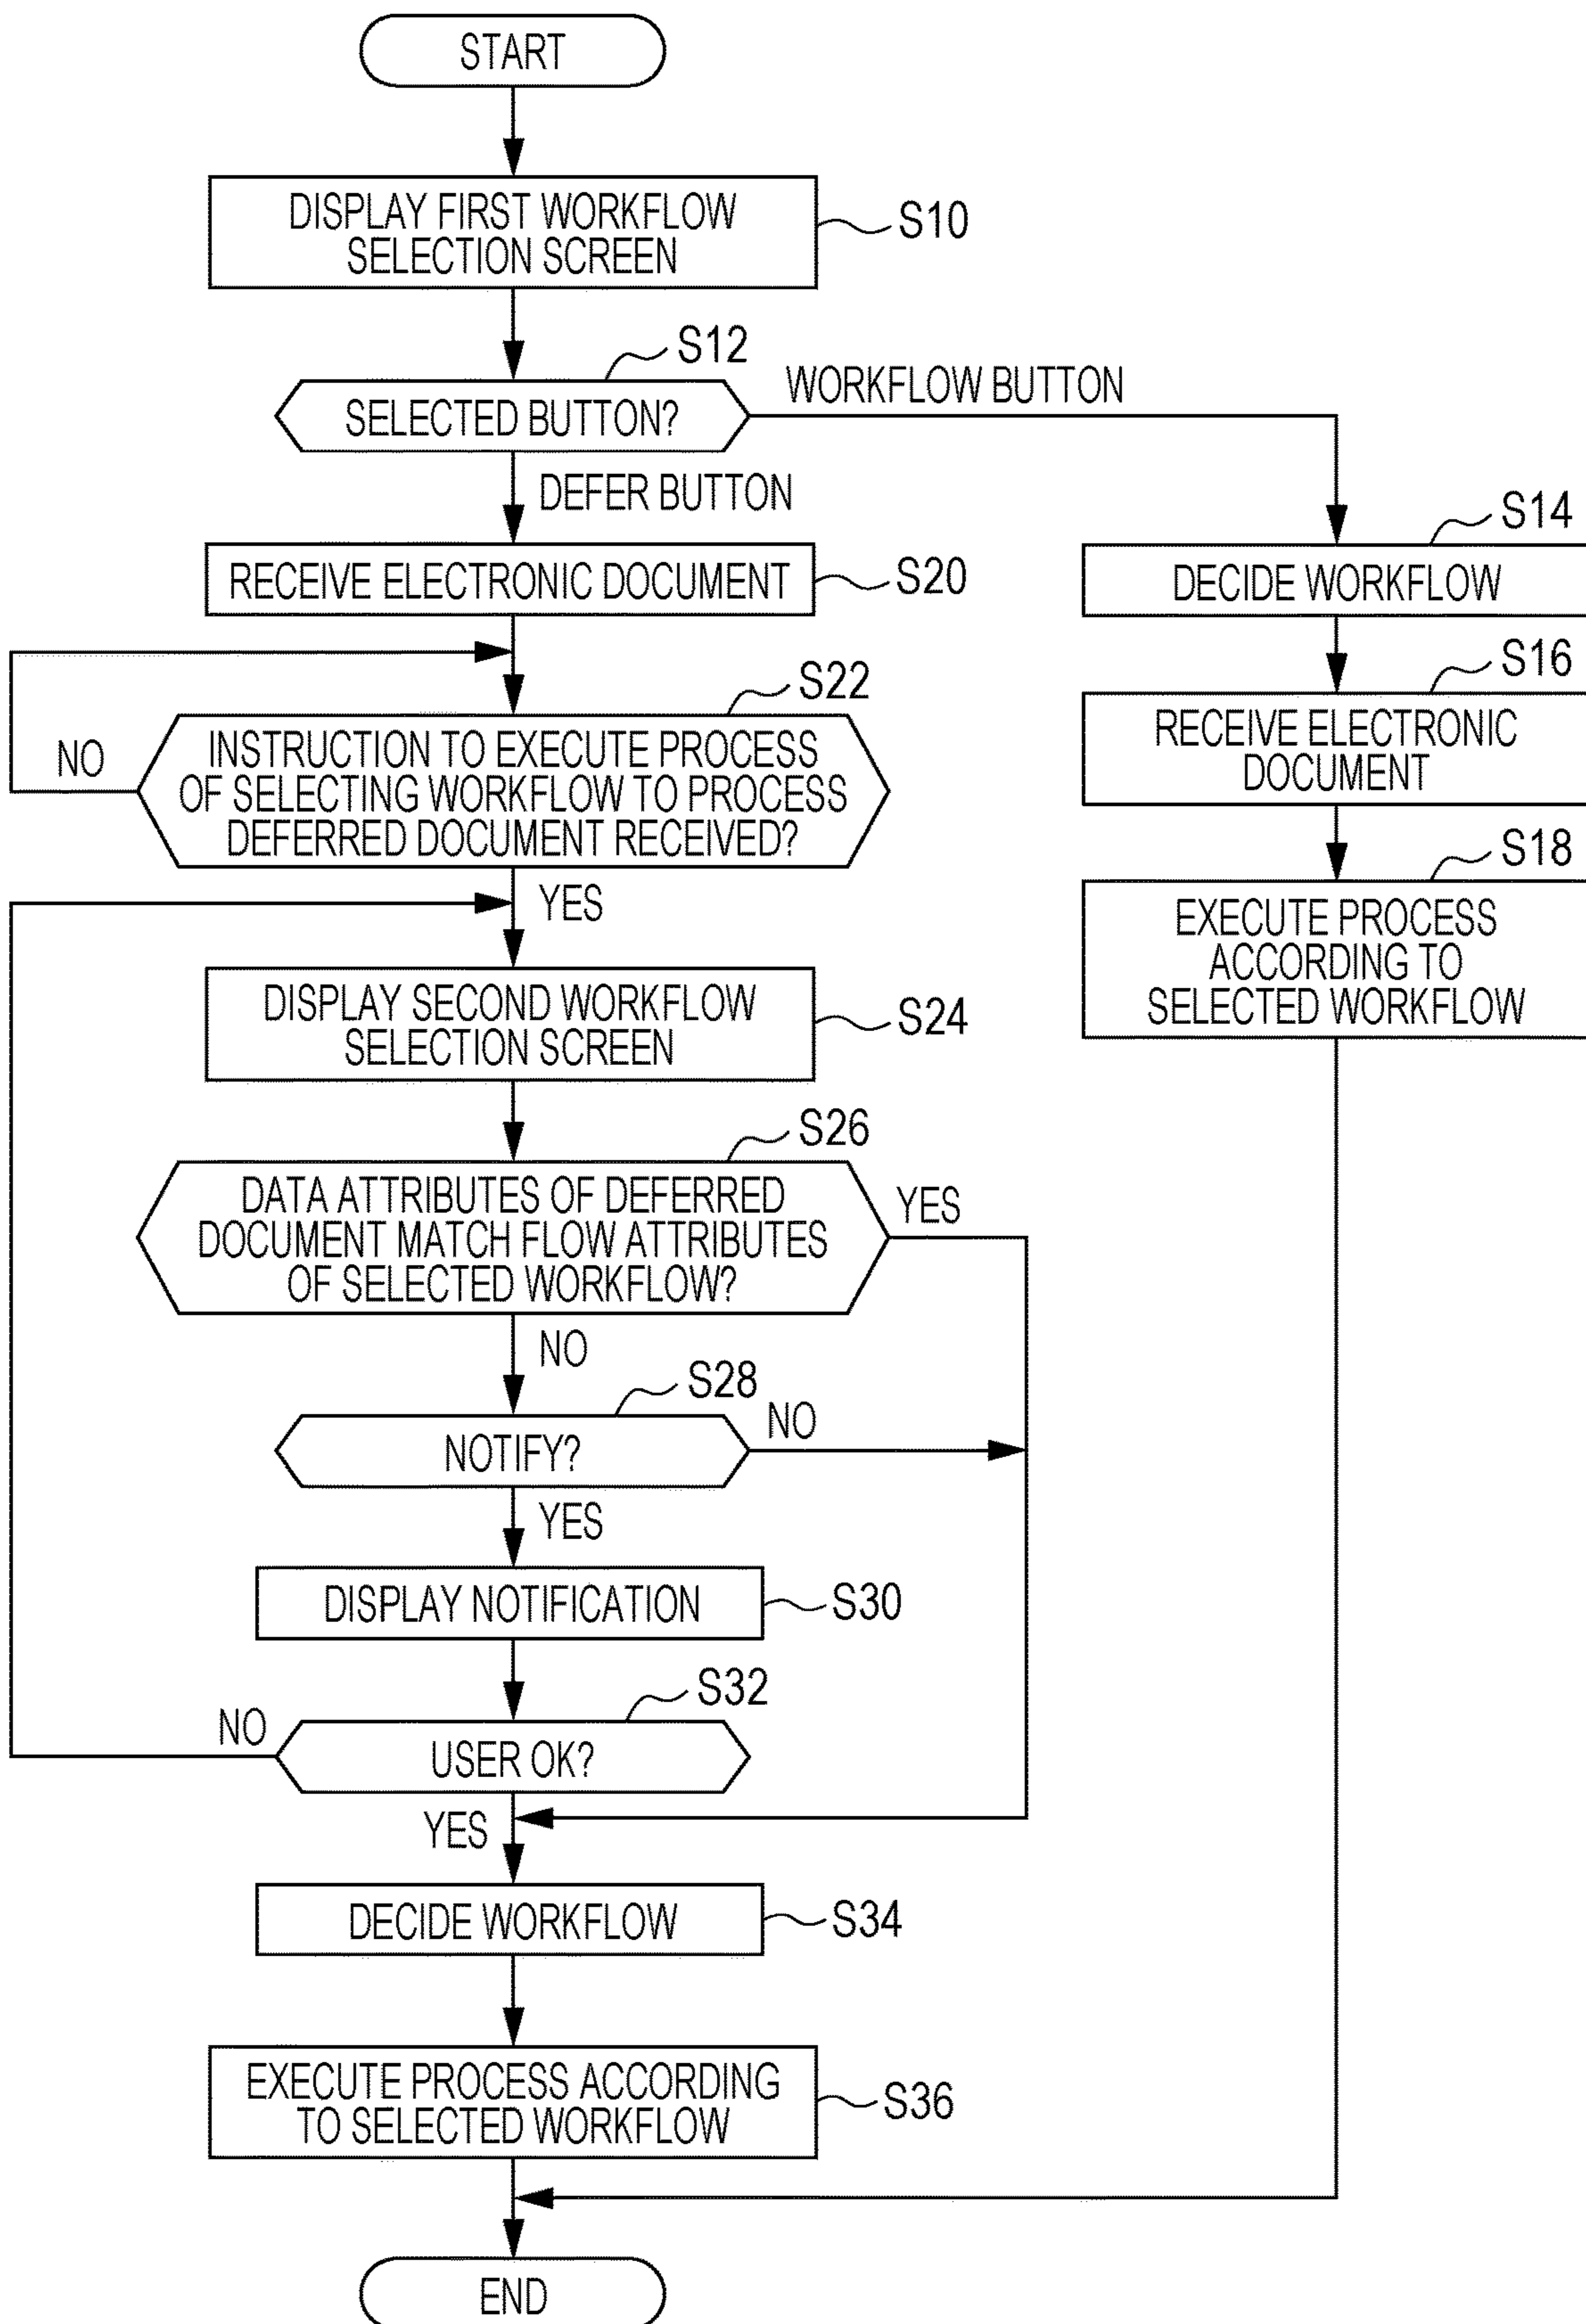 START
DISPLAY FIRST WORKFLOW
SELECTION SCREEN
S10
S12
SELECTED BUTTON?
WORKFLOW BUTTON
DEFER BUTTON
S14
DECIDE WORKFLOW
RECEIVE ELECTRONIC DOCUMENT
S20
S16
RECEIVE ELECTRONIC
DOCUMENT
S22
INSTRUCTION TO EXECUTE PROCESS
OF SELECTING WORKFLOW TO PROCESS
DEFERRED DOCUMENT RECEIVED?
NO
YES
S18
EXECUTE PROCESS
ACCORDING TO
SELECTED WORKFLOW
DISPLAY SECOND WORKFLOW
SELECTION SCREEN
S24
S26
DATA ATTRIBUTES OF DEFERRED
DOCUMENT MATCH FLOW ATTRIBUTES
OF SELECTED WORKFLOW?
YES
NO
S28
NOTIFY?
NO
YES
DISPLAY NOTIFICATION
S30
S32
USER OK?
NO
YES
DECIDE WORKFLOW
S34
EXECUTE PROCESS ACCORDING
TO SELECTED WORKFLOW
S36
END